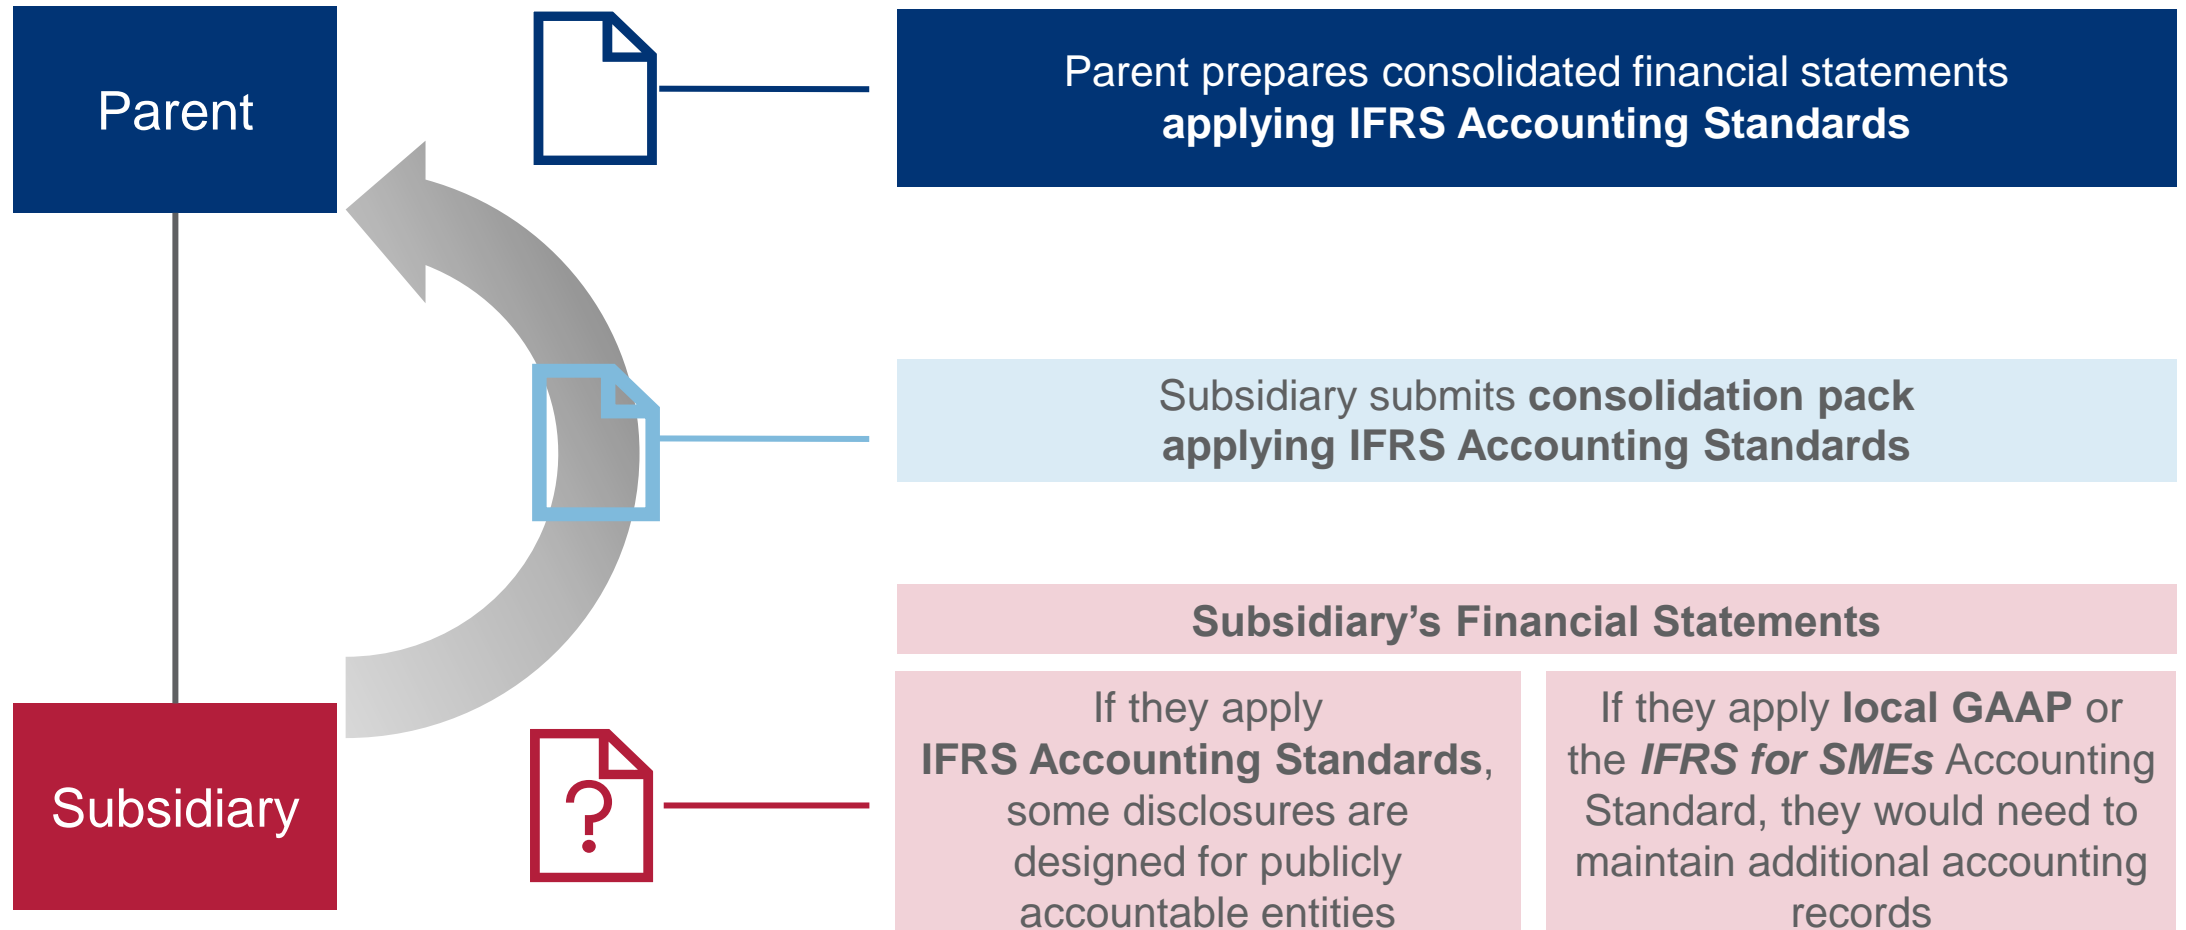 Parent
Parent prepares consolidated financial statements
applying IFRS Accounting Standards
Subsidiary submits consolidation pack
applying IFRS Accounting Standards
Subsidiary’s Financial Statements
Subsidiary
?
If they apply
IFRS Accounting Standards,
some disclosures are
designed for publicly
accountable entities
If they apply local GAAP or
the IFRS for SMEs Accounting
Standard, they would need to
maintain additional accounting
records